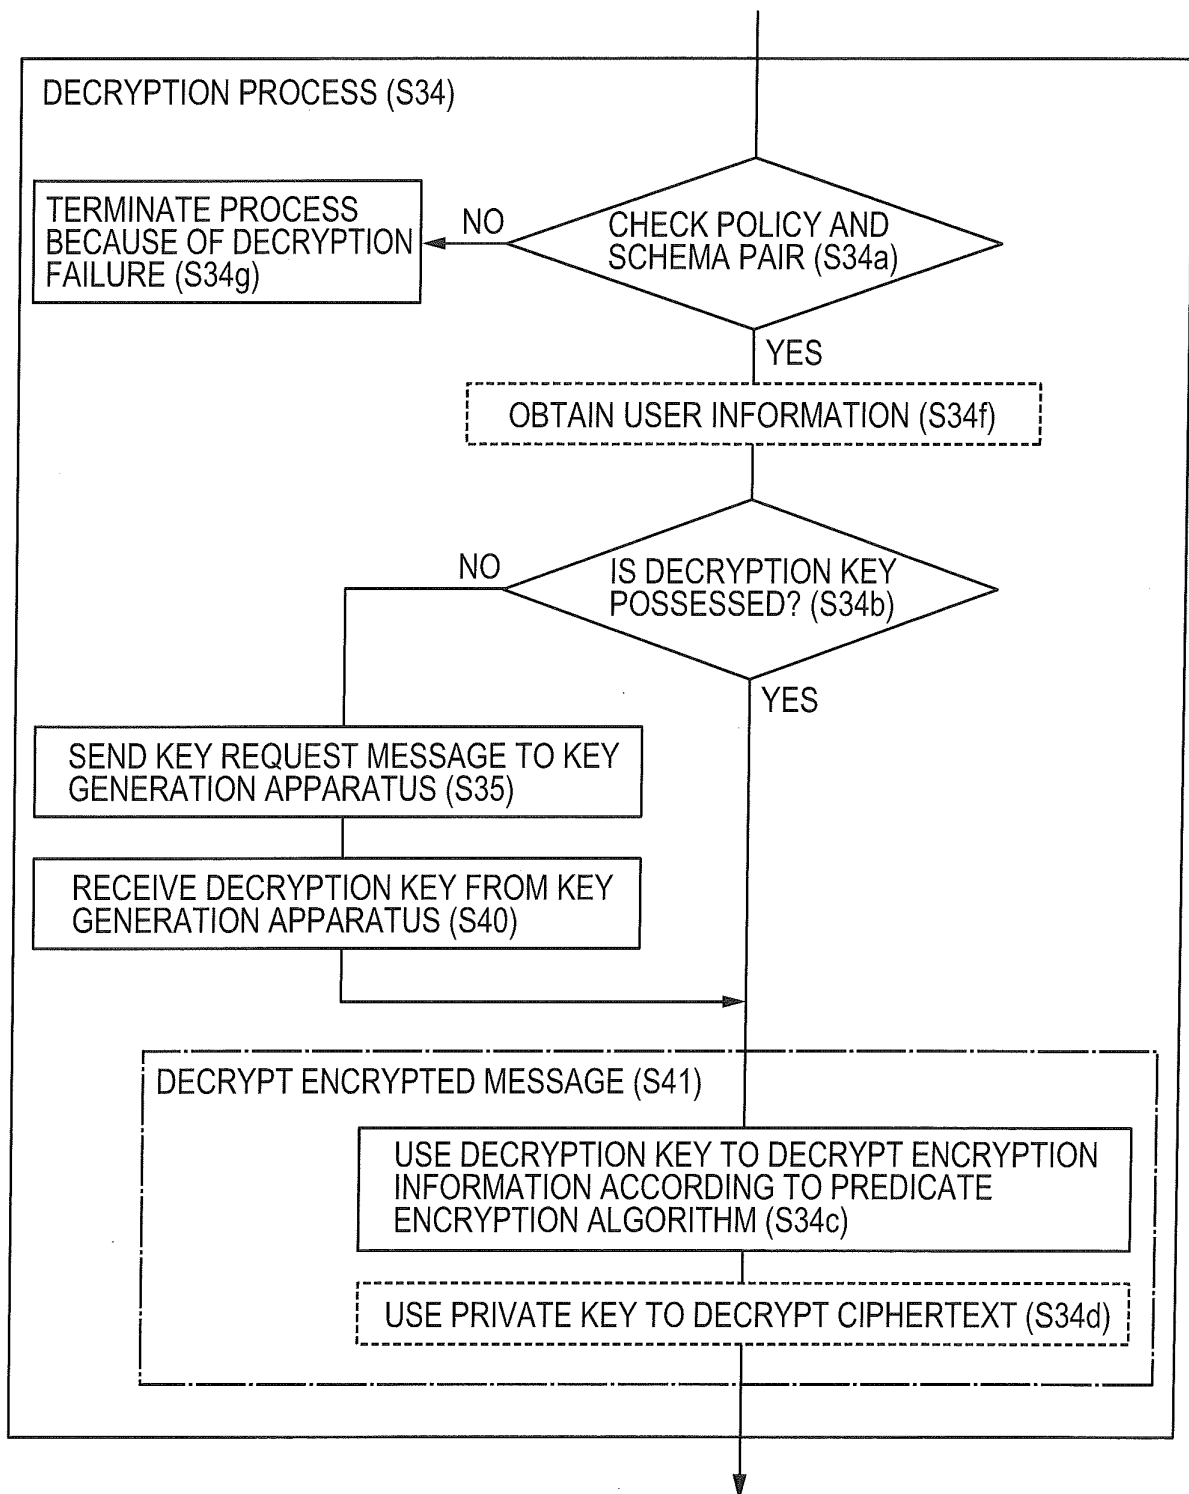 DECRYPTION PROCESS (S34)
CHECK POLICY AND
SCHEMA PAIR (S34a)
NO
TERMINATE PROCESS
BECAUSE OF DECRYPTION
FAILURE (S34g)
YES
OBTAIN USER INFORMATION (S34f)
IS DECRYPTION KEY
POSSESSED? (S34b)
NO
YES
SEND KEY REQUEST MESSAGE TO KEY
GENERATION APPARATUS (S35)
RECEIVE DECRYPTION KEY FROM KEY
GENERATION APPARATUS (S40)
DECRYPT ENCRYPTED MESSAGE (S41)
USE DECRYPTION KEY TO DECRYPT ENCRYPTION
INFORMATION ACCORDING TO PREDICATE
ENCRYPTION ALGORITHM (S34c)
USE PRIVATE KEY TO DECRYPT CIPHERTEXT (S34d)